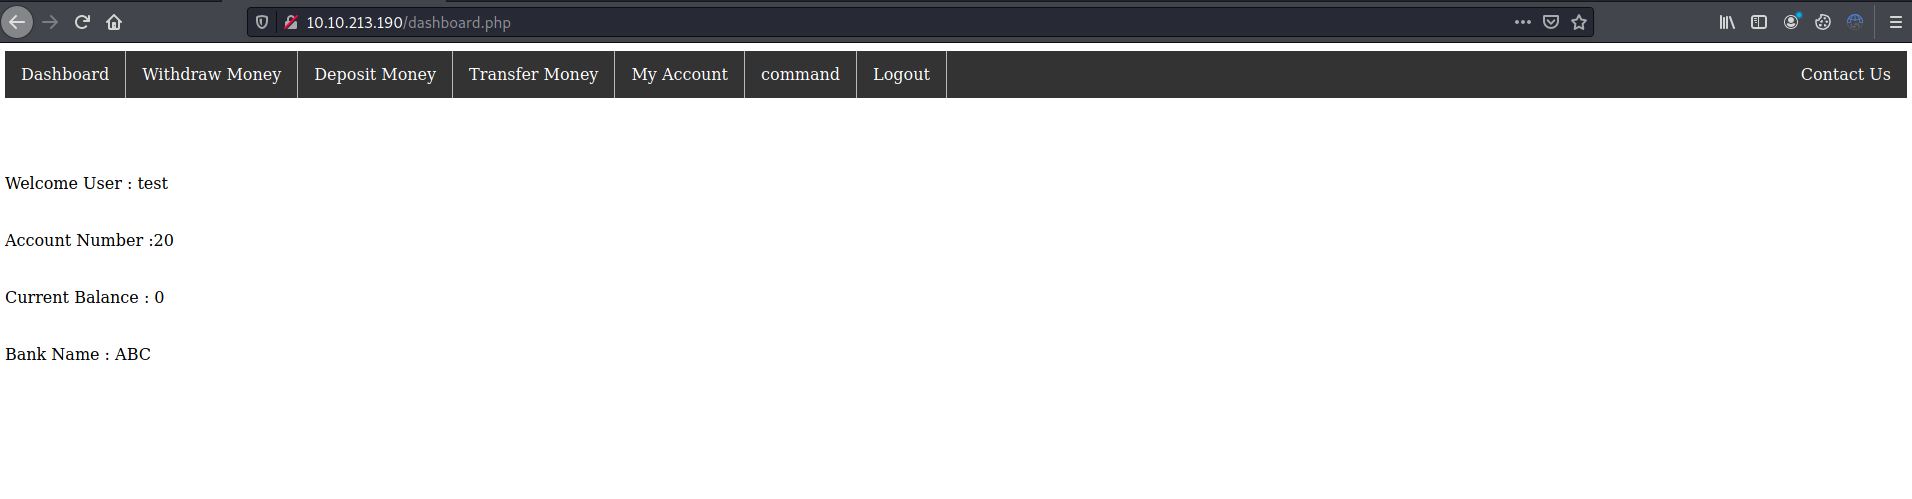 10.10.213.190/dashboard.php
Dashboard Withdraw Money Deposit Money Transfer Money My Account command Logout Contact Us
Welcome User : test
Account Number :20
Current Balance : 0
Bank Name : ABC